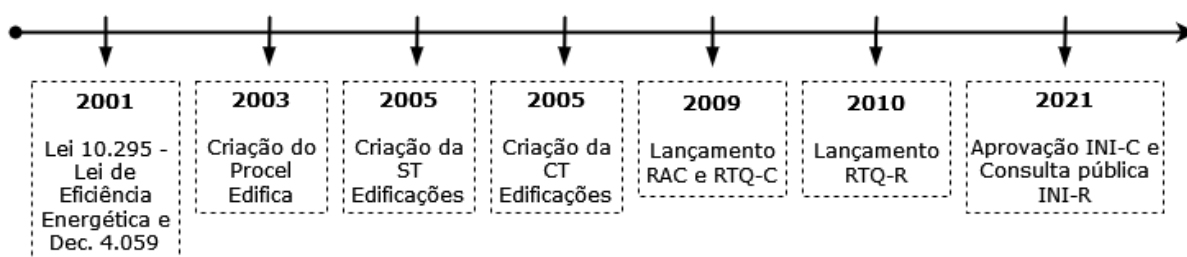 2001
Lei 10.295 -
Lei de
Eficiência
Energética e
Dec. 4.059
2003
Criação do
Procel
Edifica
2005
Criação da
ST
Edificações
2005
Criação da
CT
Edificações
2009
Lançamento
RAC e RTQ-C
2010
Lançamento
RTQ-R
2021
Aprovação INI-C e
Consulta pública
INI-R